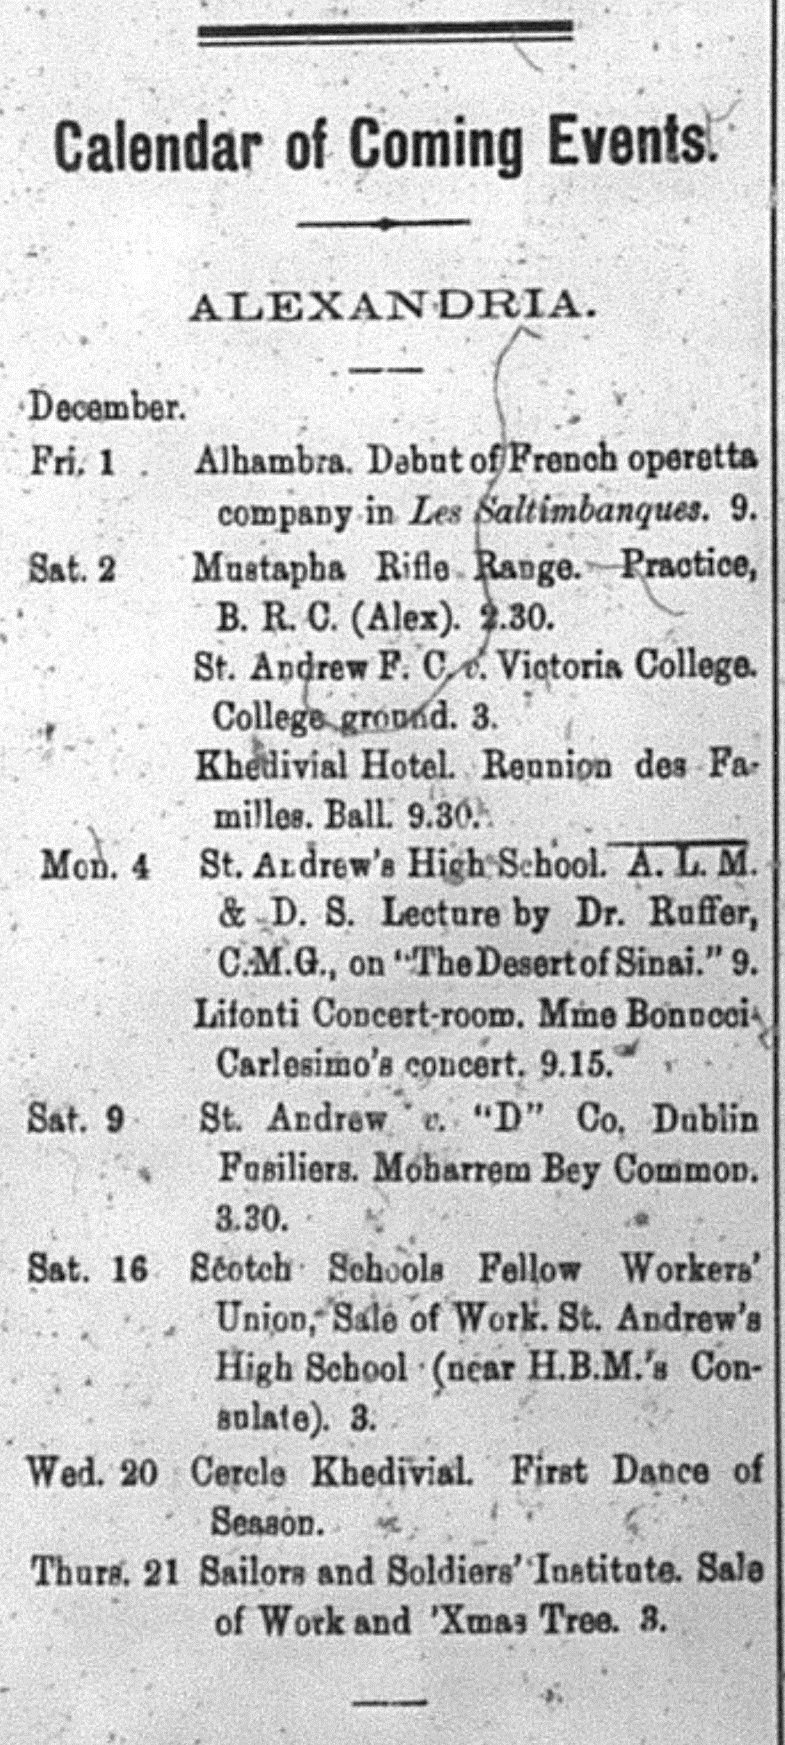 Calendar of Coming Events.
ALEXANDRIA.
December.
Fri. 1 Alhambra. Debut of French operetta
company in Les Saltimbanques. 9.
Sat. 2 Mustapha Rifle Range. Practice,
B. R. C. (Alex). 2.30.
St. Andrew F. C. v. Victoria College.
College ground. 3.
Khedivial Hotel. Reunion des Fa-
milles. Ball. 9.30.
Mon. 4 St. Andrew's High School. A. L. M.
& D. S. Lecture by Dr. Ruffer,
C.M.G., on "The Desert of Sinai." 9.
Lifonti Concert-room. Mme Bonucci-
Carlesimo's concert. 9.15.
Sat. 9 St. Andrew v. "D" Co. Dublin
Fusiliers. Moharrem Bey Common.
3.30.
Sat. 16 Scotch Schools Fellow Workers'
Union, Sale of Work. St. Andrew's
High School (near H.B.M.'s Con-
sulate). 3.
Wed. 20 Cercle Khedivial. First Dance of
Season.
Thurs. 21 Sailors and Soldiers' Institute. Sale
of Work and 'Xmas Tree. 3.